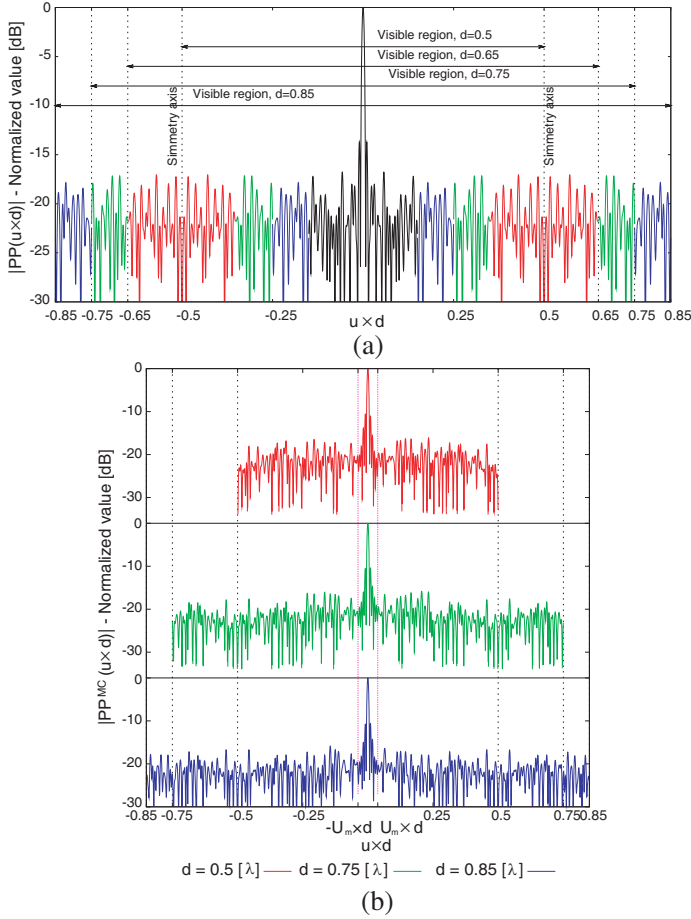 |PP(u×d)| - Normalized value [dB]
0
-5
-10
-15
-20
-25
-30
Visible region, d=0.5
Visible region, d=0.65
Visible region, d=0.75
Visible region, d=0.85
Simmetry axis
Simmetry axis
-0.85 -0.75 -0.65 -0.5 -0.25 0.25 0.5 0.65 0.75 0.85
u×d
(a)
|PP^MC (u×d)| - Normalized value [dB]
0
-10
-20
-30
0
-10
-20
-30
0
-10
-20
-30
-0.85 -0.75 -0.5 -0.25 0.25 0.5 0.75 0.85
-U_m×d U_m×d
u×d
d = 0.5 [λ] d = 0.75 [λ] d = 0.85 [λ]
(b)